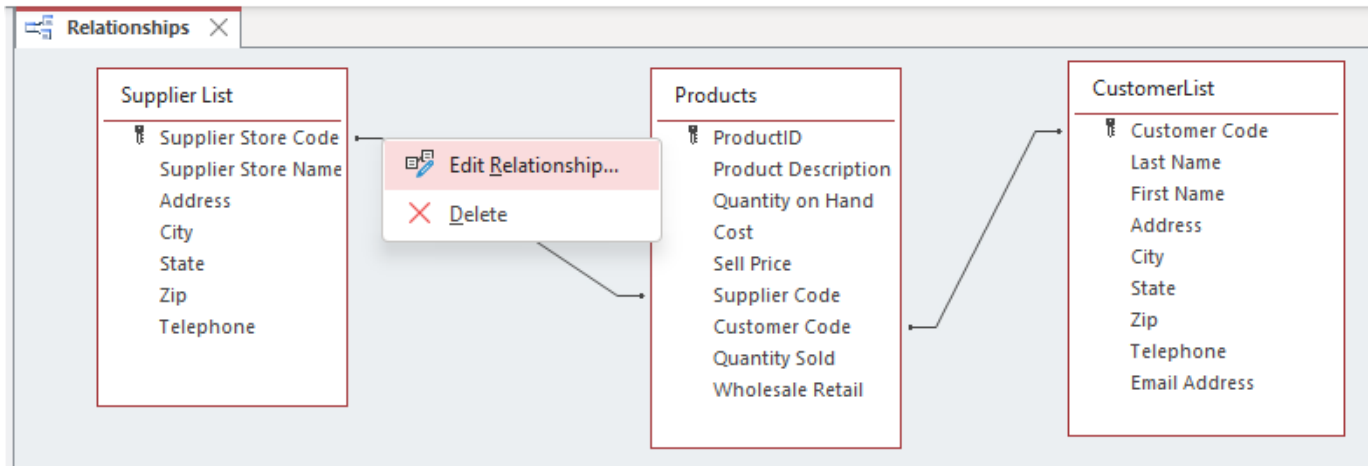 Relationships
Supplier List
Supplier Store Code
Supplier Store Name
Address
City
State
Zip
Telephone
Edit Relationship...
Delete
Products
ProductID
Product Description
Quantity on Hand
Cost
Sell Price
Supplier Code
Customer Code
Quantity Sold
Wholesale Retail
CustomerList
Customer Code
Last Name
First Name
Address
City
State
Zip
Telephone
Email Address